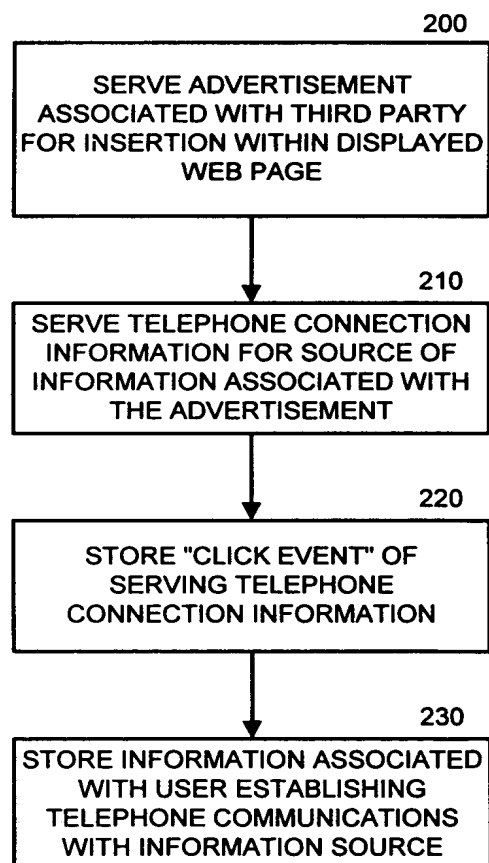 200
SERVE ADVERTISEMENT
ASSOCIATED WITH THIRD PARTY
FOR INSERTION WITHIN DISPLAYED
WEB PAGE
210
SERVE TELEPHONE CONNECTION
INFORMATION FOR SOURCE OF
INFORMATION ASSOCIATED WITH
THE ADVERTISEMENT
220
STORE "CLICK EVENT" OF
SERVING TELEPHONE
CONNECTION INFORMATION
230
STORE INFORMATION ASSOCIATED
WITH USER ESTABLISHING
TELEPHONE COMMUNICATIONS
WITH INFORMATION SOURCE